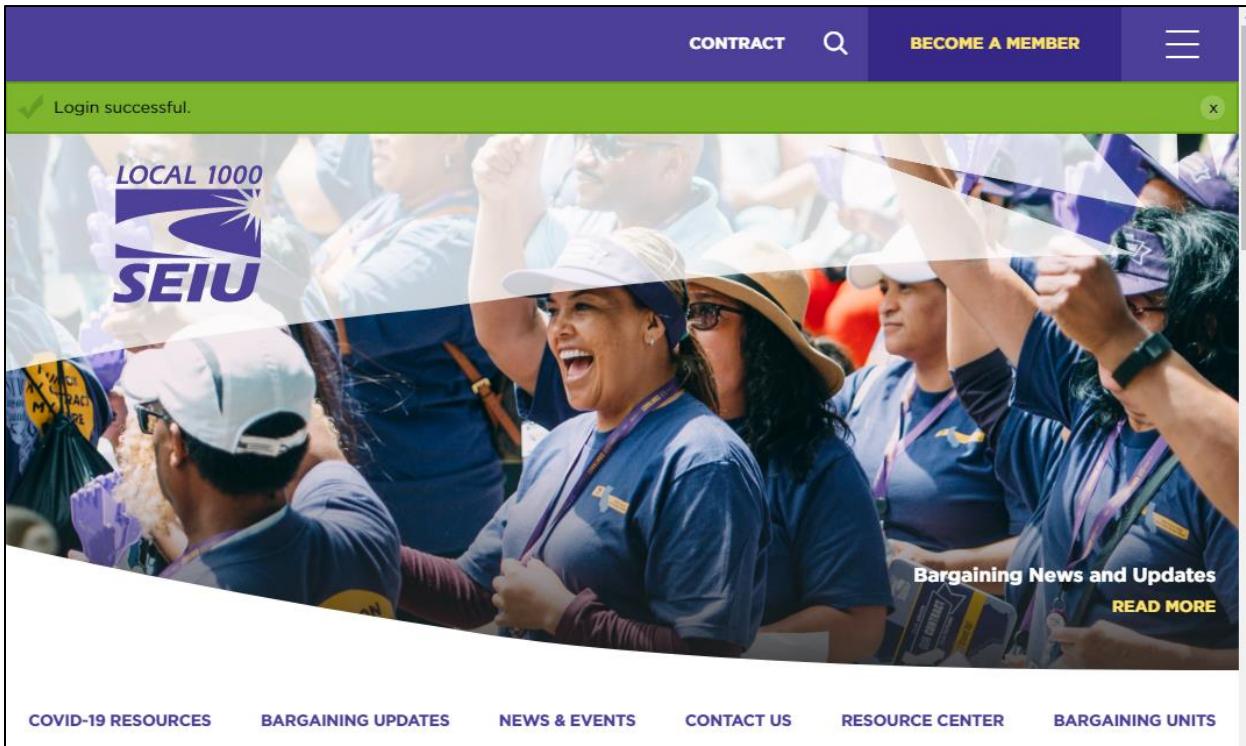 CONTRACT
BECOME A MEMBER
Login successful.
x
LOCAL 1000
SEIU
Bargaining News and Updates
READ MORE
COVID-19 RESOURCES
BARGAINING UPDATES
NEWS & EVENTS
CONTACT US
RESOURCE CENTER
BARGAINING UNITS